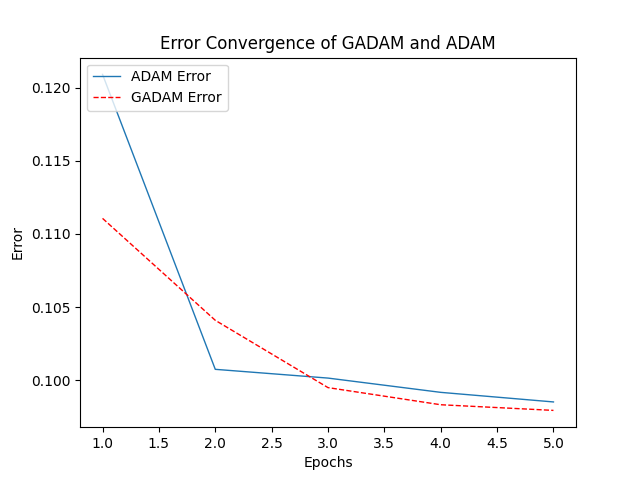 Error Convergence of GADAM and ADAM
ADAM Error
GADAM Error
0.120
0.115
0.110
0.105
0.100
Error
1.0 1.5 2.0 2.5 3.0 3.5 4.0 4.5 5.0
Epochs